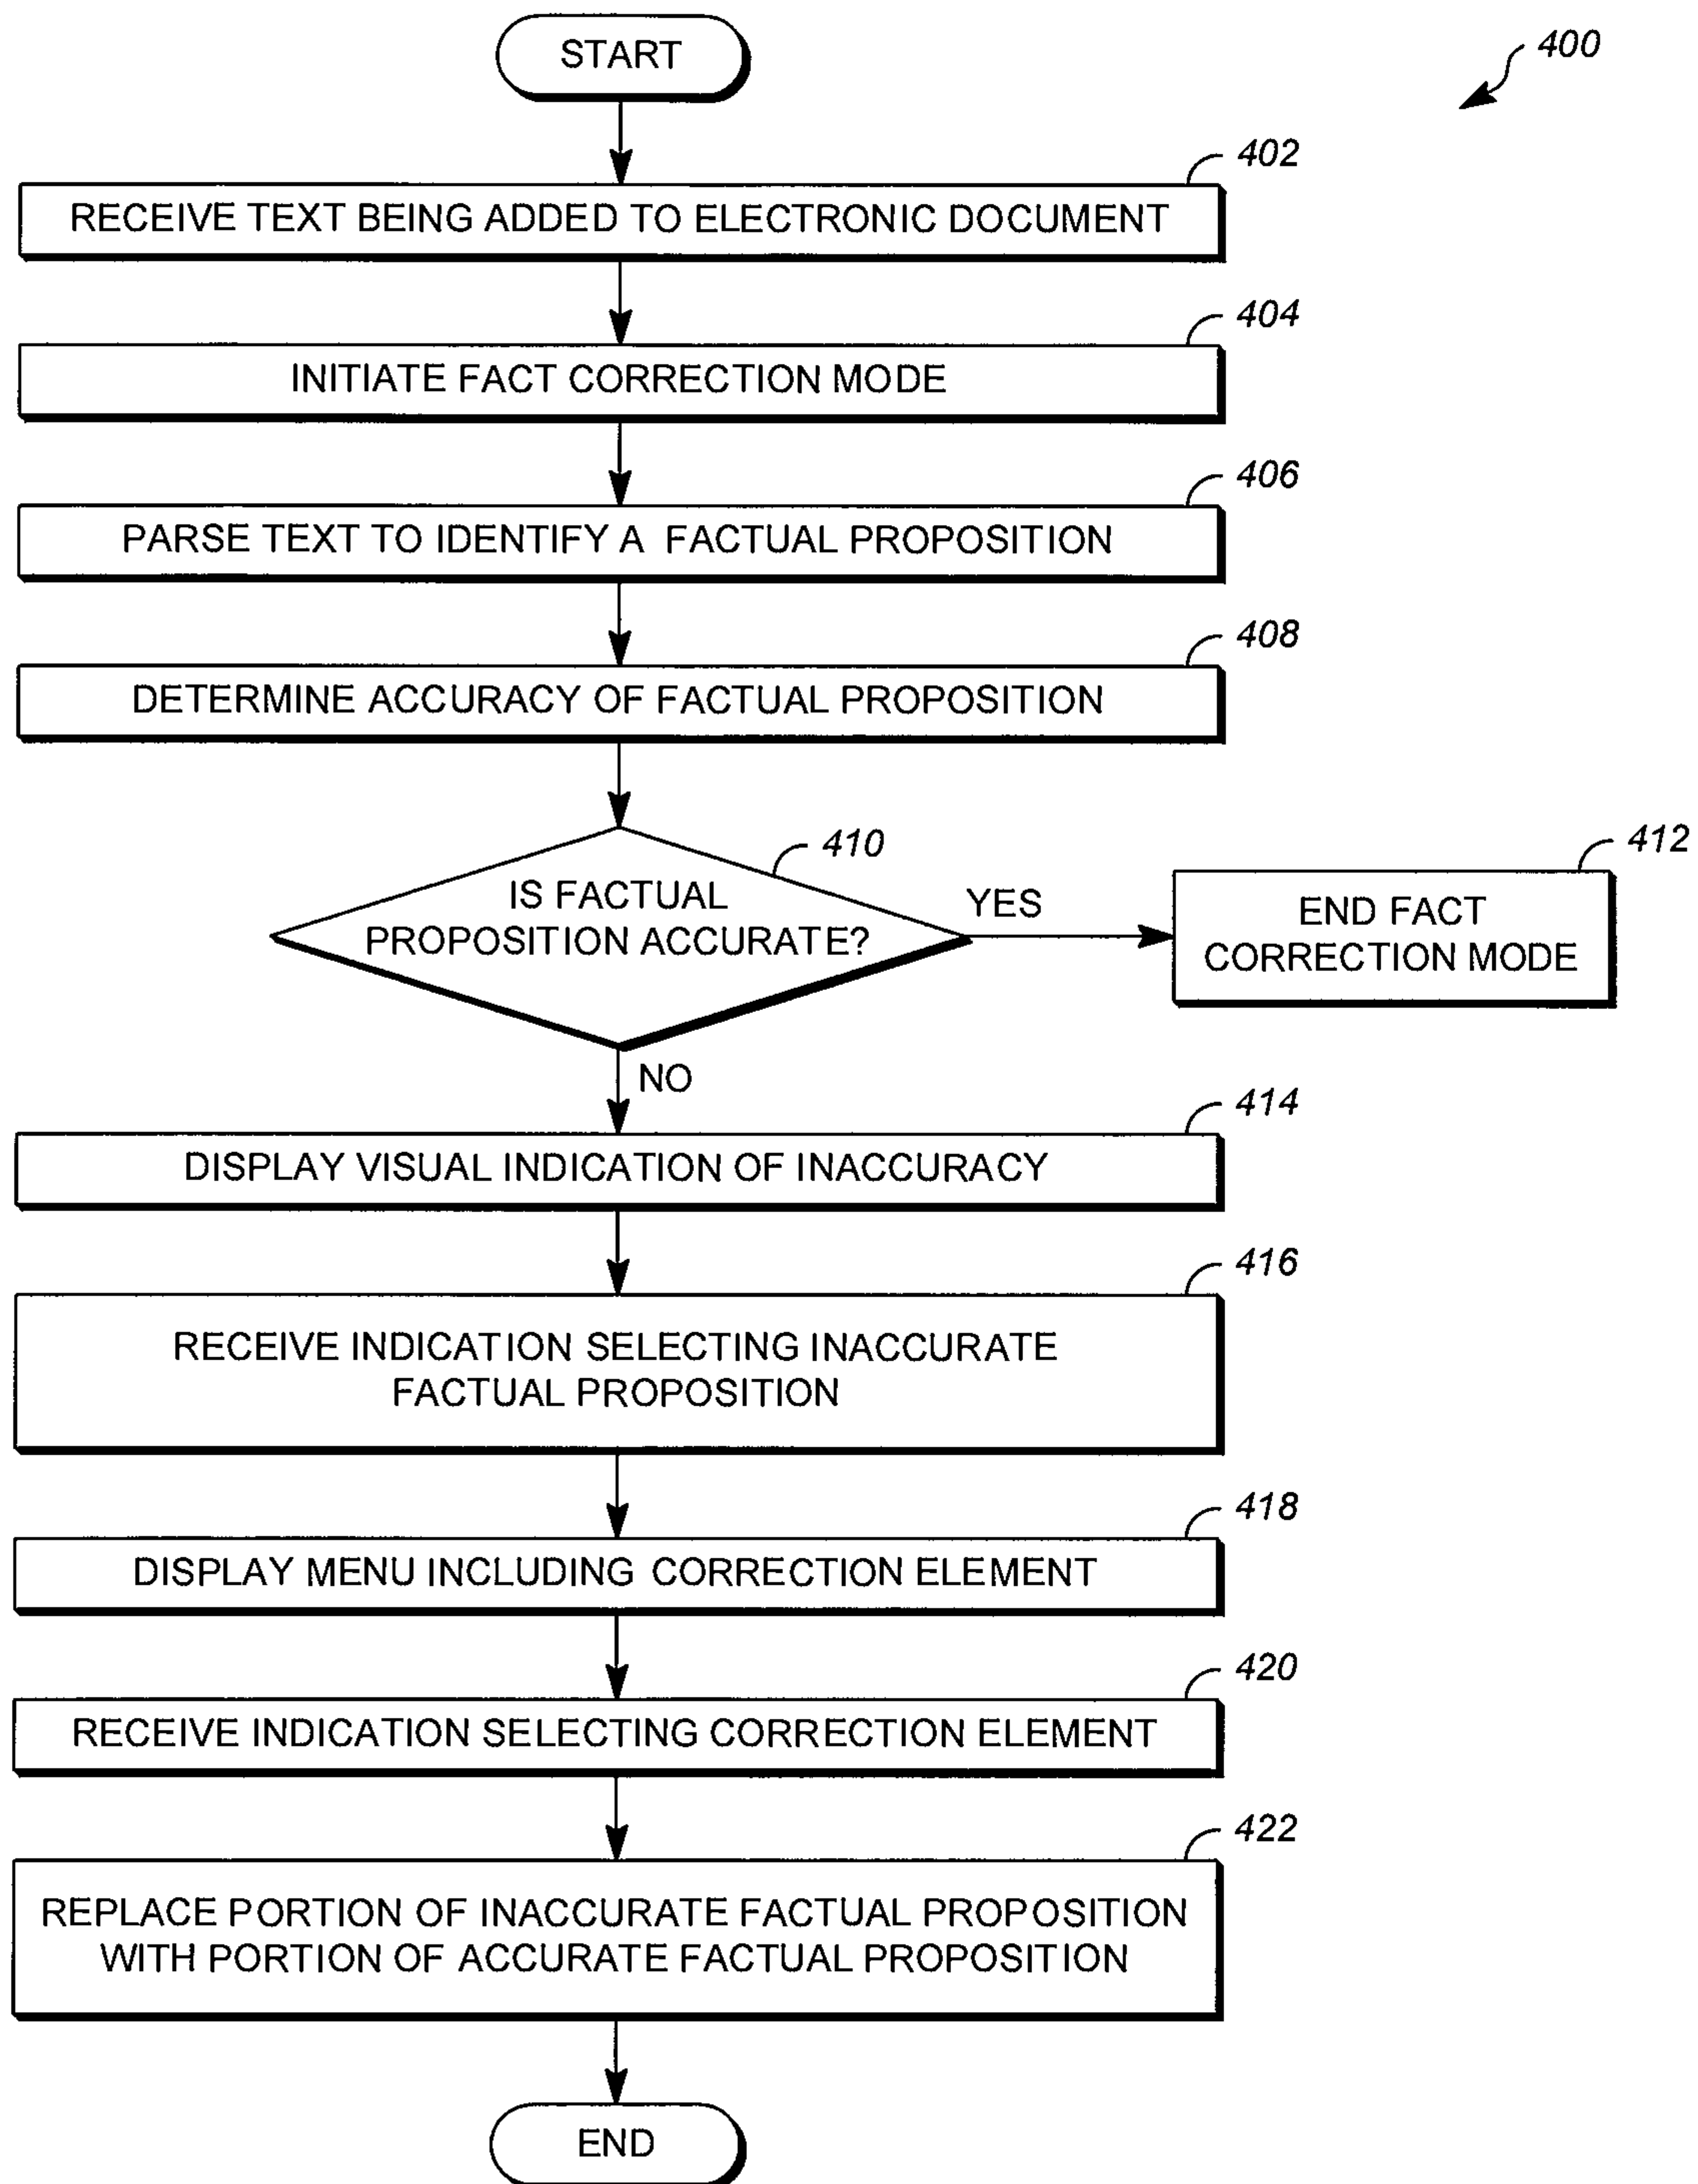 START
400
402
RECEIVE TEXT BEING ADDED TO ELECTRONIC DOCUMENT
404
INITIATE FACT CORRECTION MODE
406
PARSE TEXT TO IDENTIFY A FACTUAL PROPOSITION
408
DETERMINE ACCURACY OF FACTUAL PROPOSITION
410
IS FACTUAL
PROPOSITION ACCURATE?
YES
412
END FACT
CORRECTION MODE
NO
414
DISPLAY VISUAL INDICATION OF INACCURACY
416
RECEIVE INDICATION SELECTING INACCURATE
FACTUAL PROPOSITION
418
DISPLAY MENU INCLUDING CORRECTION ELEMENT
420
RECEIVE INDICATION SELECTING CORRECTION ELEMENT
422
REPLACE PORTION OF INACCURATE FACTUAL PROPOSITION
WITH PORTION OF ACCURATE FACTUAL PROPOSITION
END